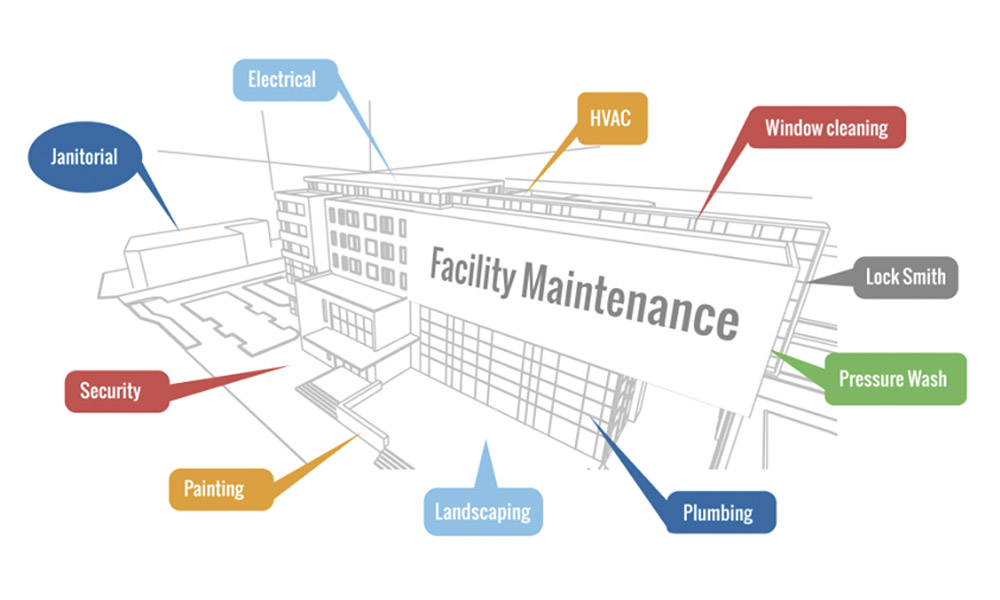 Electrical
HVAC
Window cleaning
Janitorial
Facility Maintenance
Lock Smith
Security
Pressure Wash
Painting
Landscaping
Plumbing